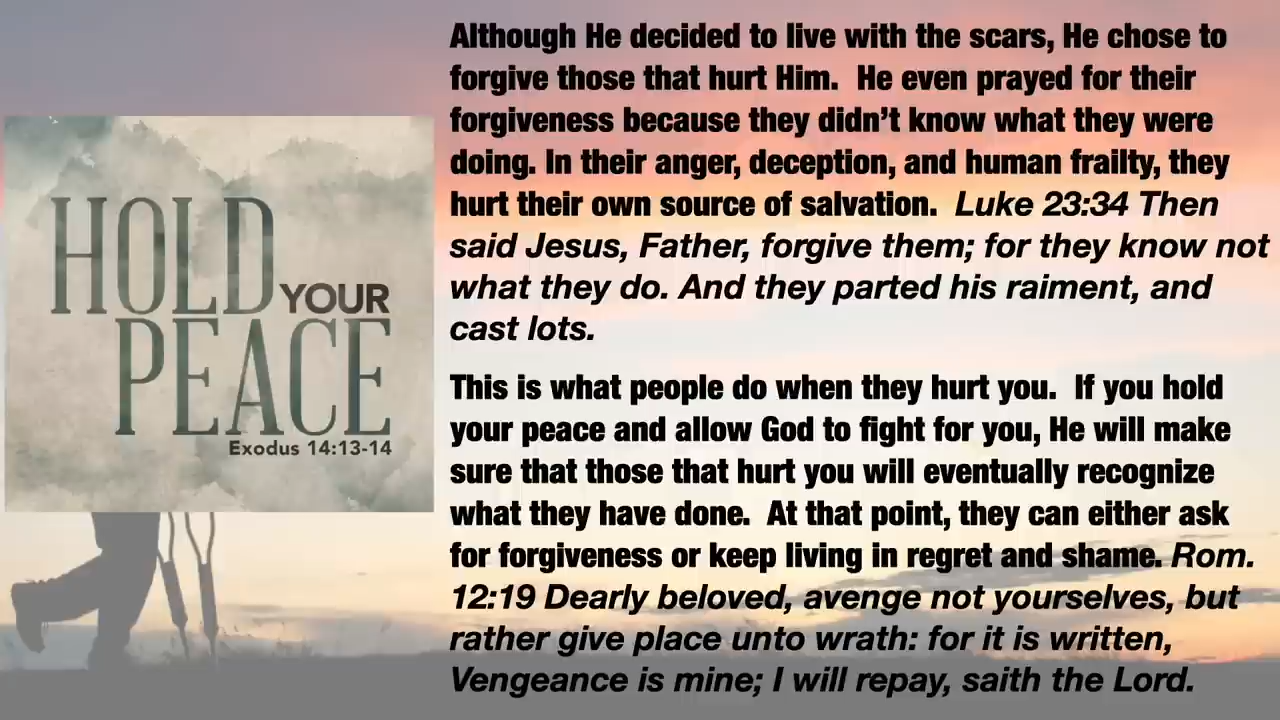 HOLD
YOUR
PEACE
Exodus 14:13-14
Although He decided to live with the scars, He chose to
forgive those that hurt Him.  He even prayed for their
forgiveness because they didn’t know what they were
doing. In their anger, deception, and human frailty, they
hurt their own source of salvation.  Luke 23:34 Then
said Jesus, Father, forgive them; for they know not
what they do. And they parted his raiment, and
cast lots.
This is what people do when they hurt you.  If you hold
your peace and allow God to fight for you, He will make
sure that those that hurt you will eventually recognize
what they have done.  At that point, they can either ask
for forgiveness or keep living in regret and shame. Rom.
12:19 Dearly beloved, avenge not yourselves, but
rather give place unto wrath: for it is written,
Vengeance is mine; I will repay, saith the Lord.